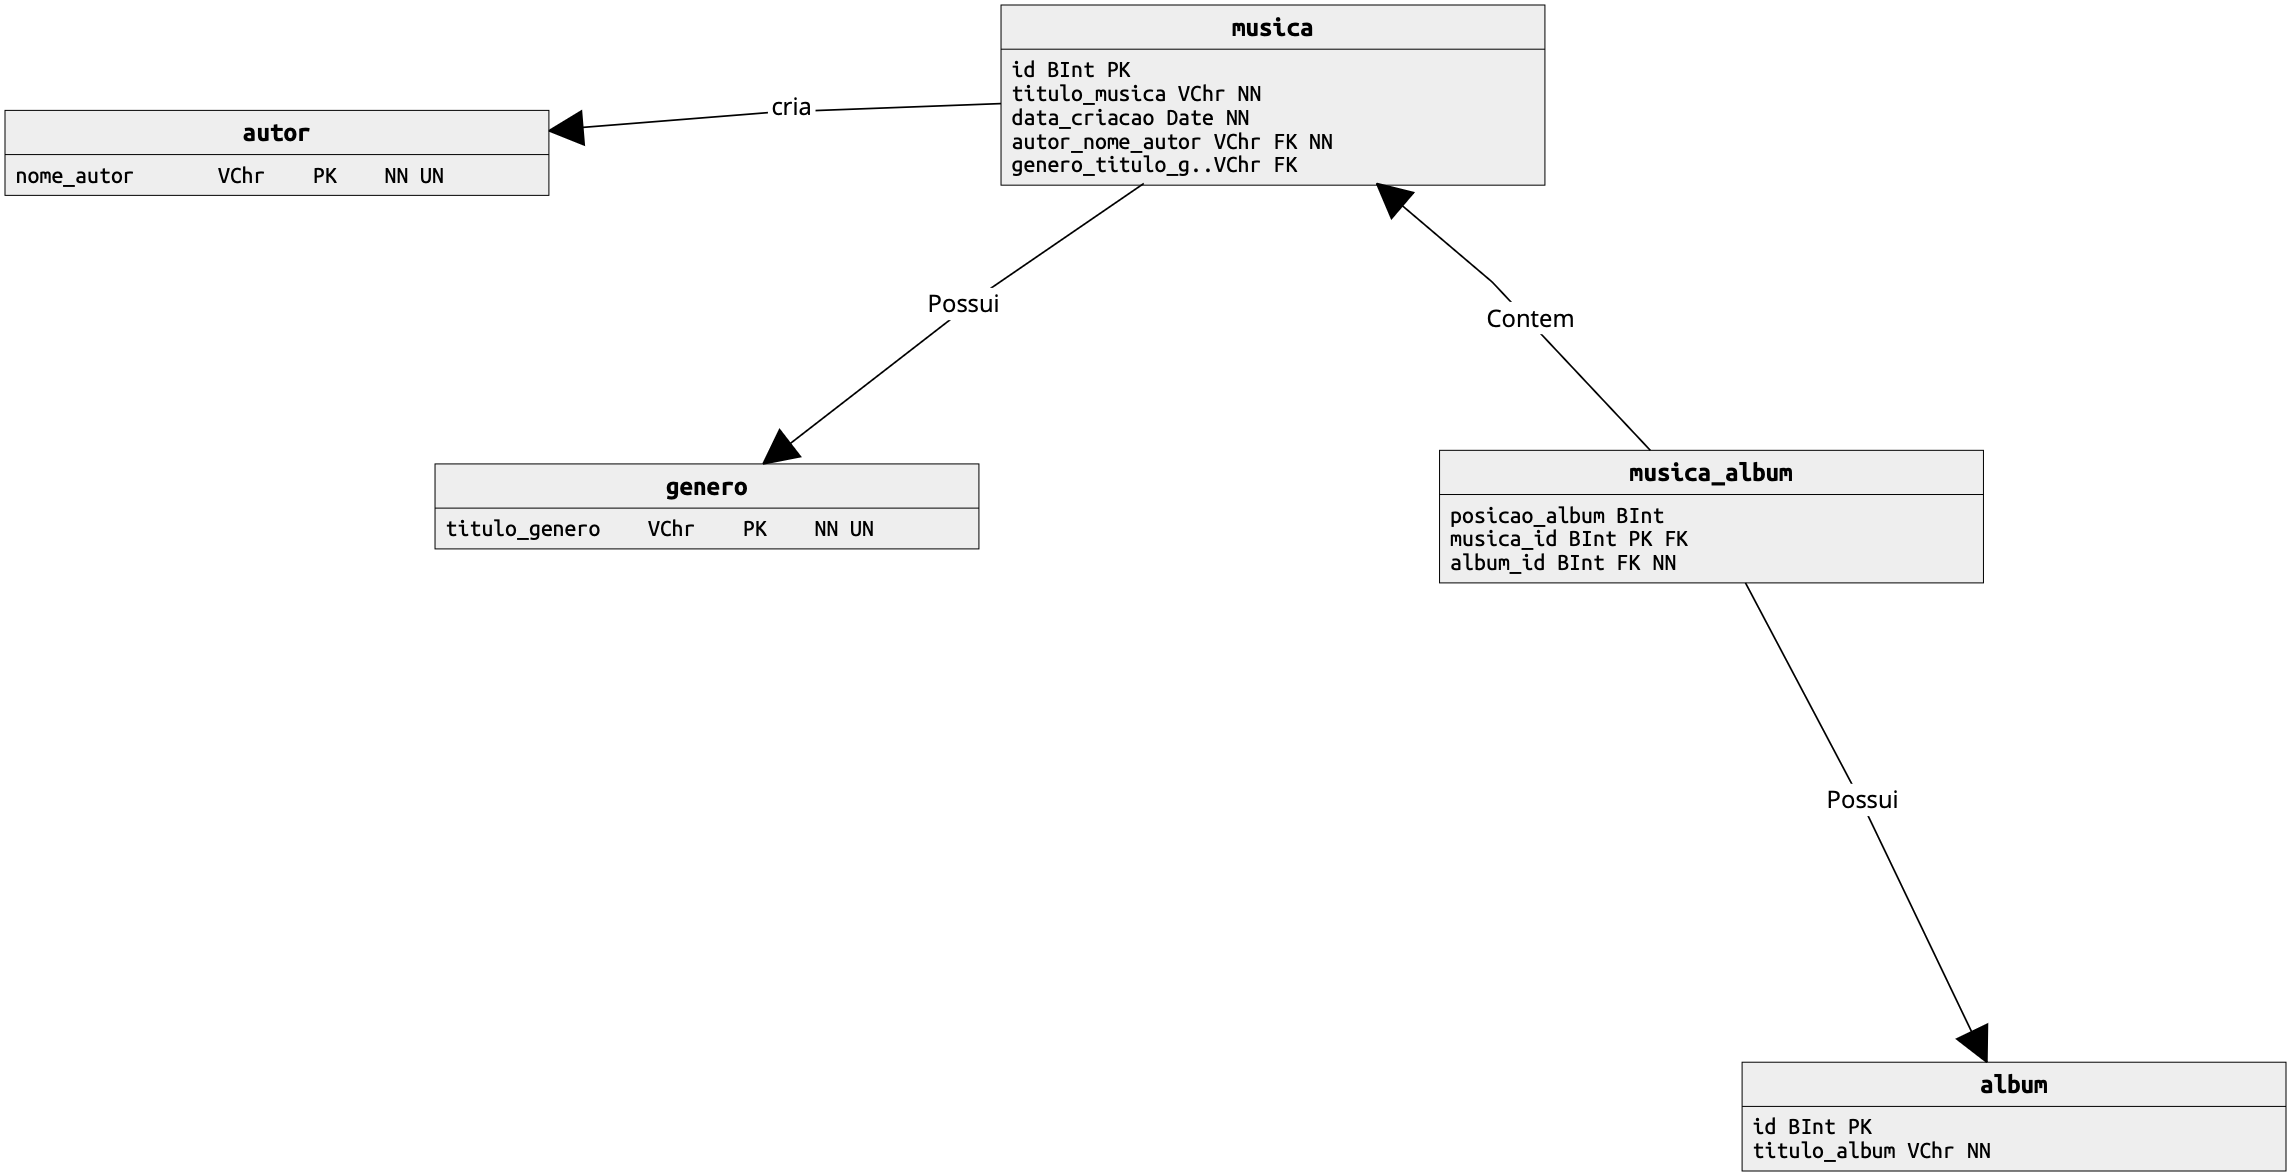 musica
id BInt PK
titulo_musica VChr NN
data_criacao Date NN
autor_nome_autor VChr FK NN
genero_titulo_g..VChr FK
cria
autor
nome_autor VChr PK NN UN
Possui
Contem
genero
titulo_genero VChr PK NN UN
musica_album
posicao_album BInt
musica_id BInt PK FK
album_id BInt FK NN
Possui
album
id BInt PK
titulo_album VChr NN